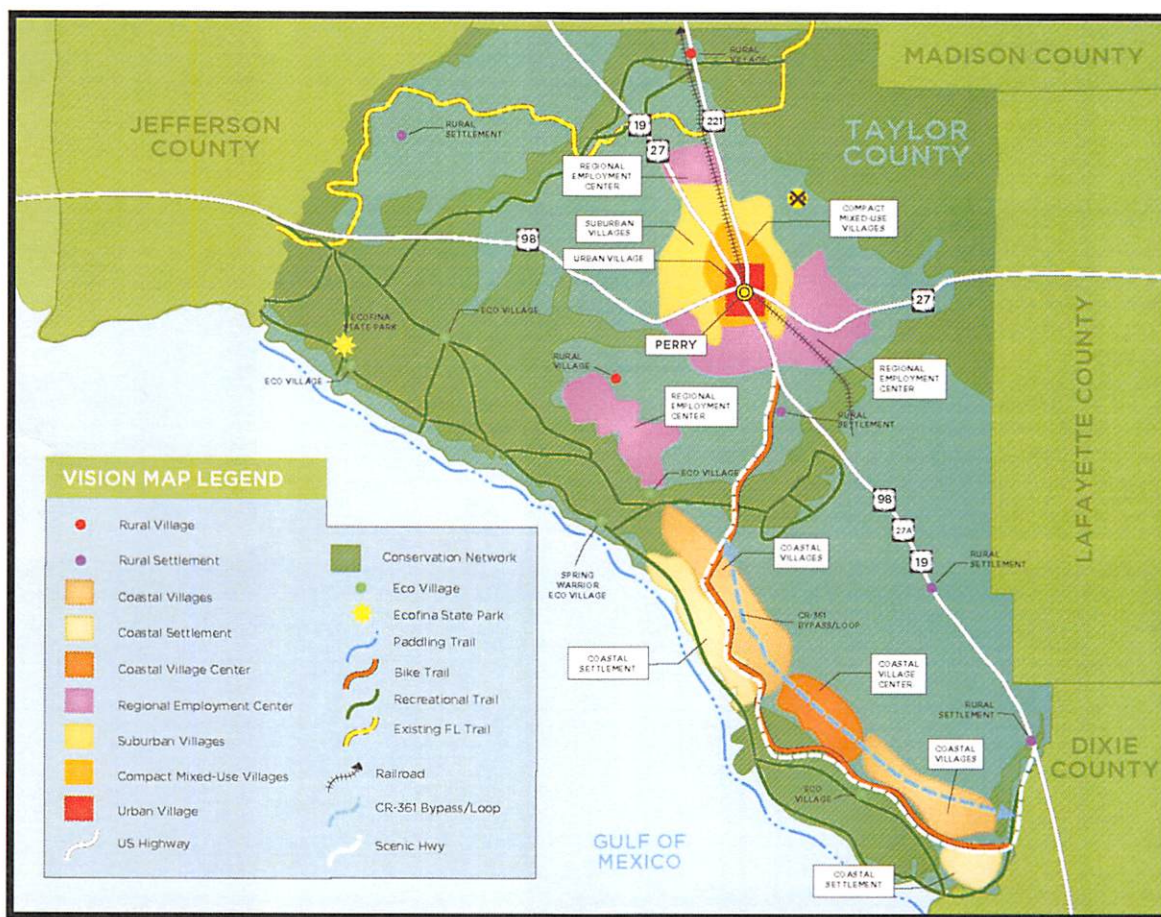 MADISON COUNTY
JEFFERSON
COUNTY
TAYLOR
COUNTY
LAFAYETTE COUNTY
DIXIE
COUNTY
GULF OF
MEXICO
RURAL
VILLAGE
RURAL
SETTLEMENT
19
27
221
REGIONAL
EMPLOYMENT
CENTER
COMPACT
MIXED-USE
VILLAGES
SUBURBAN
VILLAGES
URBAN VILLAGE
98
27
PERRY
ECOFINA
STATE PARK
ECO VILLAGE
ECO VILLAGE
RURAL
VILLAGE
REGIONAL
EMPLOYMENT
CENTER
REGIONAL
EMPLOYMENT
CENTER
RURAL
SETTLEMENT
ECO VILLAGE
98
27A
19
SPRING
WARRIOR
ECO VILLAGE
COASTAL
VILLAGES
RURAL
SETTLEMENT
CR-361
BYPASS/LOOP
COASTAL
SETTLEMENT
COASTAL
VILLAGE
CENTER
RURAL
SETTLEMENT
COASTAL
VILLAGES
ECO
VILLAGE
COASTAL
SETTLEMENT
VISION MAP LEGEND
Rural Village
Rural Settlement
Coastal Villages
Coastal Settlement
Coastal Village Center
Regional Employment Center
Suburban Villages
Compact Mixed-Use Villages
Urban Village
US Highway
Conservation Network
Eco Village
Ecofina State Park
Paddling Trail
Bike Trail
Recreational Trail
Existing FL Trail
Railroad
CR-361 Bypass/Loop
Scenic Hwy